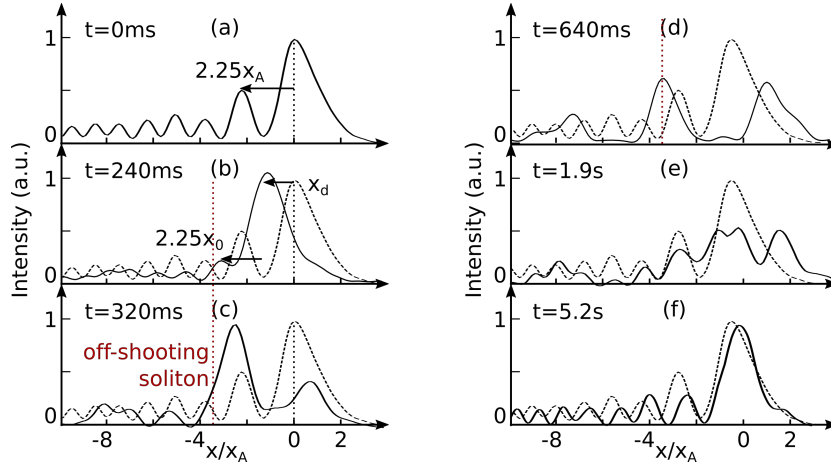 t=0ms (a)
1
2.25x_A
0
t=240ms (b)
1
x_d
2.25x_0
0
t=320ms (c)
1
off-shooting
soliton
0
-8 -4 0 2
x/x_A
Intensity (a.u.)
t=640ms (d)
1
0
t=1.9s (e)
1
0
t=5.2s (f)
1
0
-8 -4 0 2
x/x_A
Intensity (a.u.)